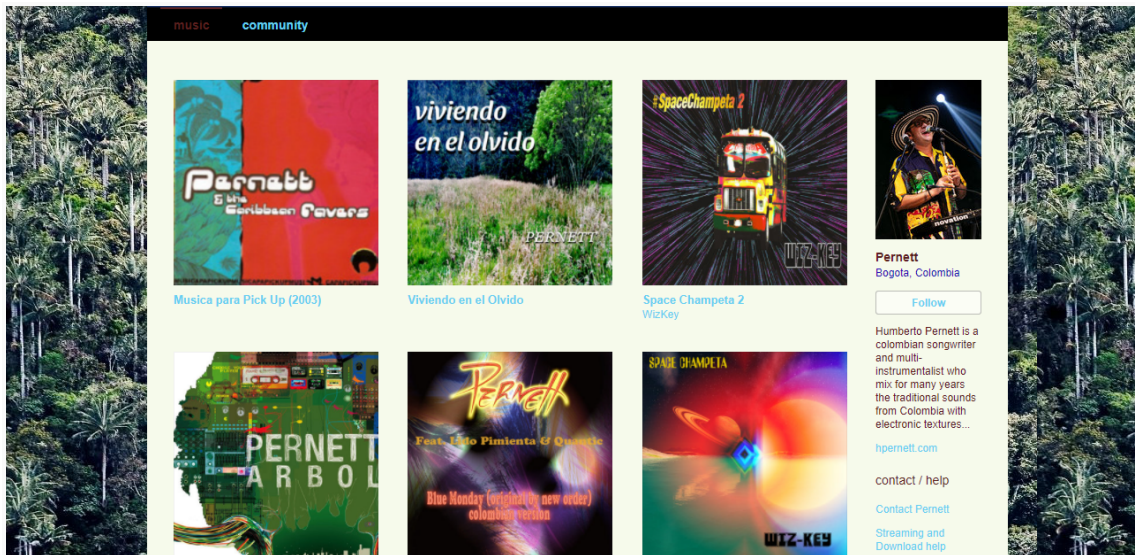 music
community
Pernett
& the
Caribbean Ravers
Musica para Pick Up (2003)
viviendo
en el olvido
PERNETT
Viviendo en el Olvido
#SpaceChampeta 2
WIZ-KEY
Space Champeta 2
WizKey
novation
Pernett
Bogota, Colombia
Follow
Humberto Pernett is a
colombian songwriter
and multi-
instrumentalist who
mix for many years
the traditional sounds
from Colombia with
electronic textures...
hpernett.com
contact / help
Contact Pernett
Streaming and
Download help
PERNETT
ARBOL
PERNETT
Feat. Lido Pimienta & Quantic
Blue Monday (original by new order)
colombian version
SPACE CHAMPETA
WIZ-KEY